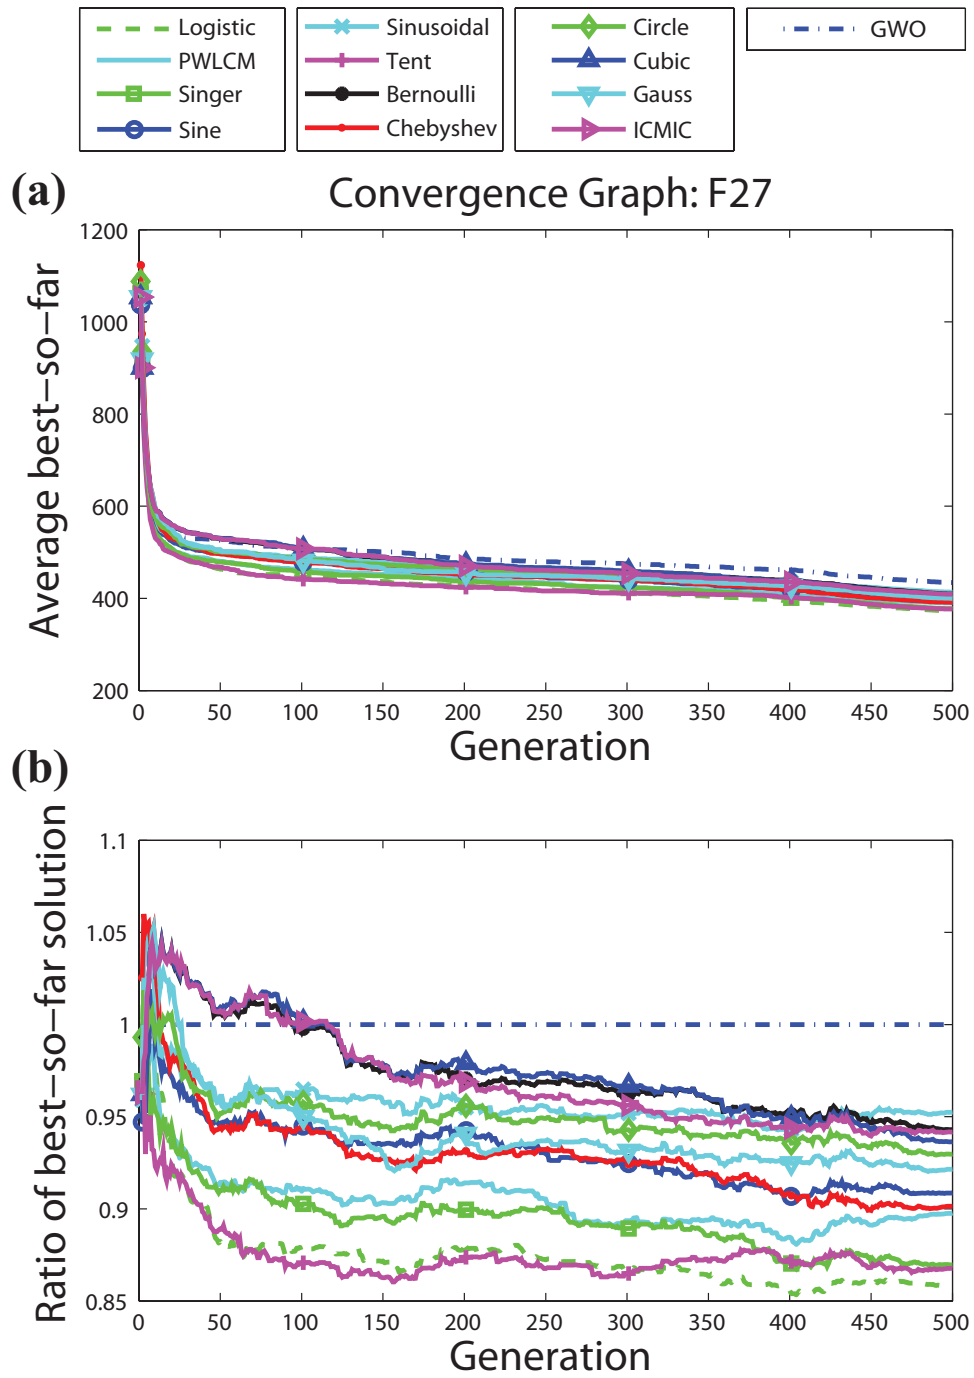 Logistic
PWLCM
Singer
Sine
Sinusoidal
Tent
Bernoulli
Chebyshev
Circle
Cubic
Gauss
ICMIC
GWO
(a)
Convergence Graph: F27
Average best−so−far
1200
1000
800
600
400
200
0 50 100 150 200 250 300 350 400 450 500
Generation
(b)
Ratio of best−so−far solution
1.1
1.05
1
0.95
0.9
0.85
0 50 100 150 200 250 300 350 400 450 500
Generation